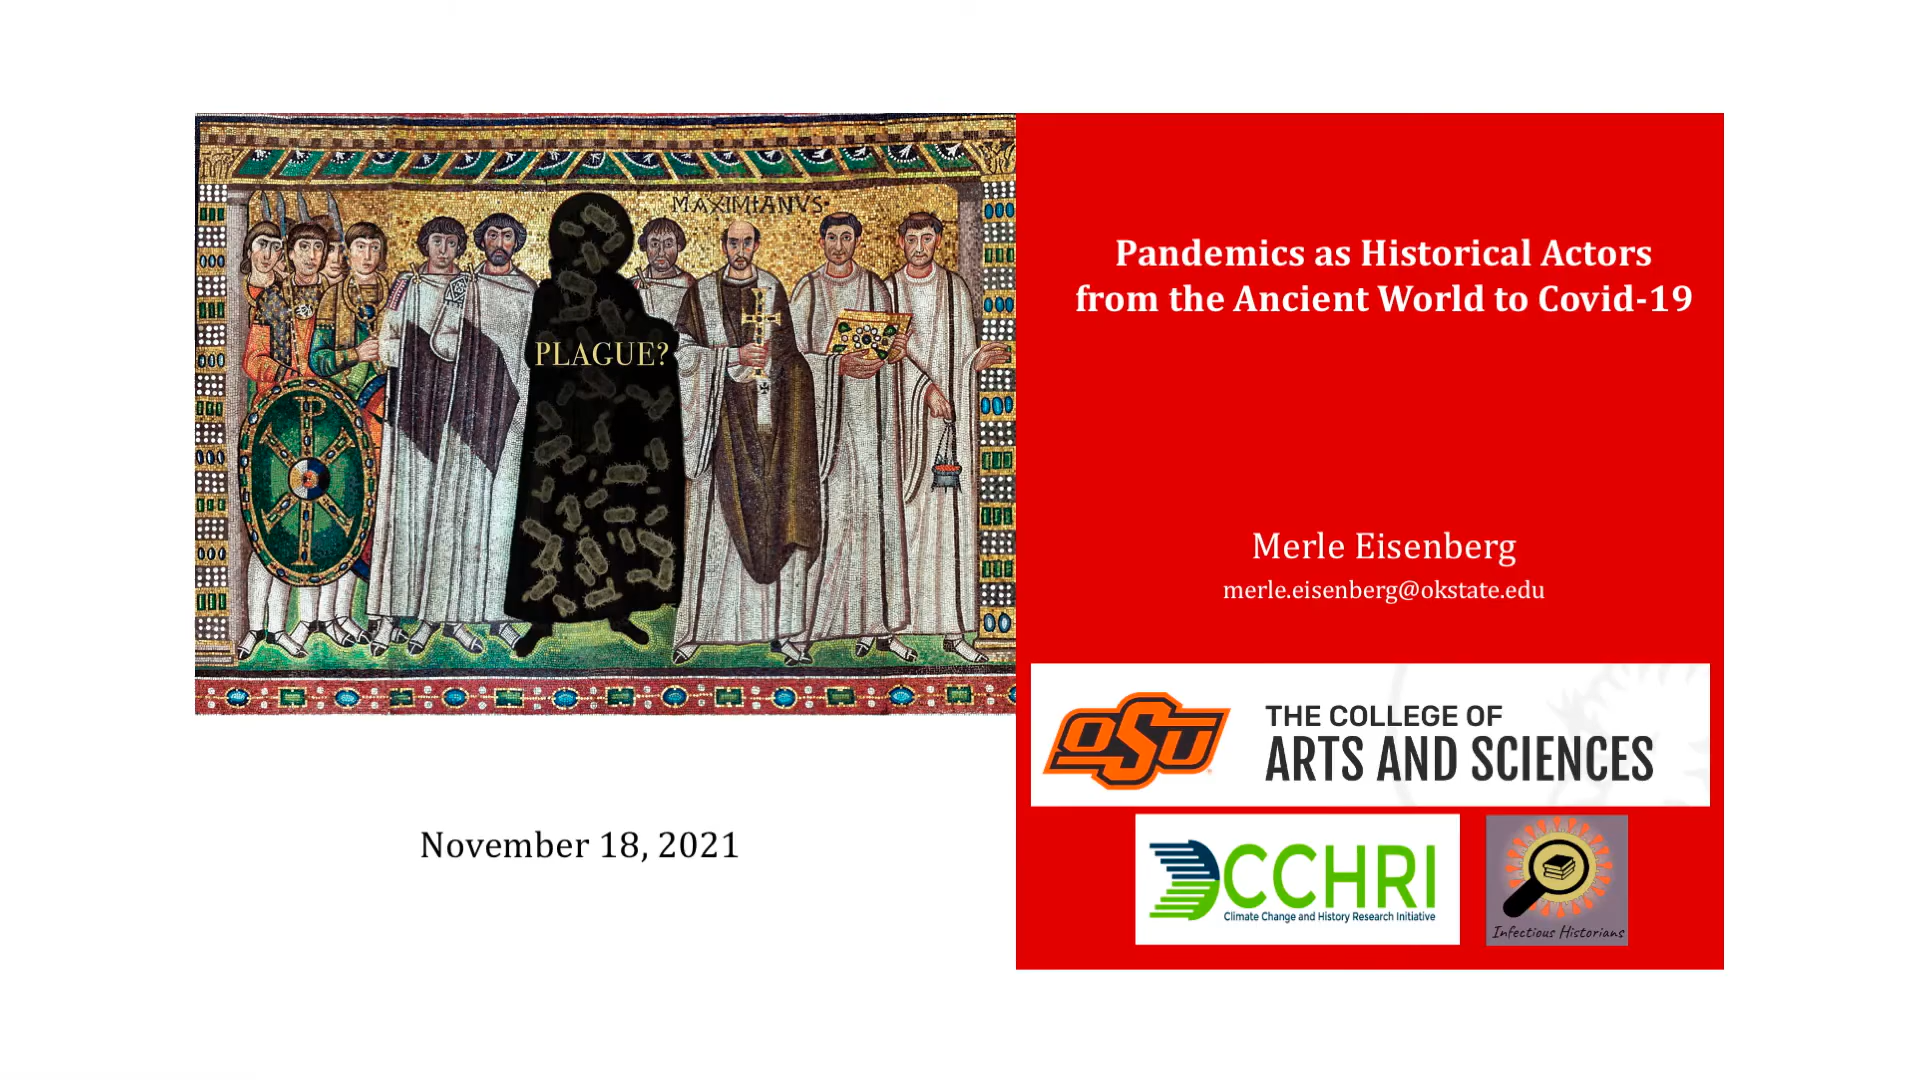 MAXIMIANVS
PLAGUE?
November 18, 2021
Pandemics as Historical Actors
from the Ancient World to Covid-19
Merle Eisenberg
merle.eisenberg@okstate.edu
OSU
THE COLLEGE OF
ARTS AND SCIENCES
CCHRI
Climate Change and History Research Initiative
Infectious Historians